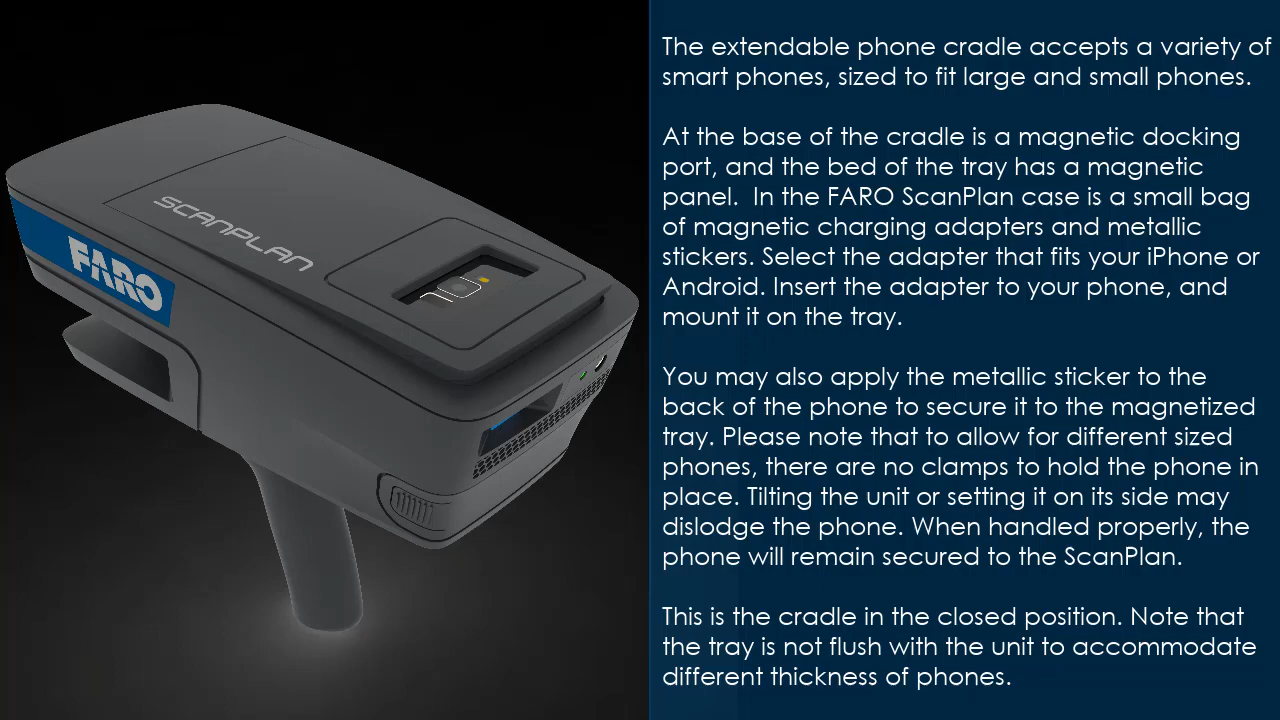 The extendable phone cradle accepts a variety of
smart phones, sized to fit large and small phones.
At the base of the cradle is a magnetic docking
port, and the bed of the tray has a magnetic
panel.  In the FARO ScanPlan case is a small bag
of magnetic charging adapters and metallic
stickers. Select the adapter that fits your iPhone or
Android. Insert the adapter to your phone, and
mount it on the tray.
You may also apply the metallic sticker to the
back of the phone to secure it to the magnetized
tray. Please note that to allow for different sized
phones, there are no clamps to hold the phone in
place. Tilting the unit or setting it on its side may
dislodge the phone. When handled properly, the
phone will remain secured to the ScanPlan.
This is the cradle in the closed position. Note that
the tray is not flush with the unit to accommodate
different thickness of phones.
SCANPLAN
FARO